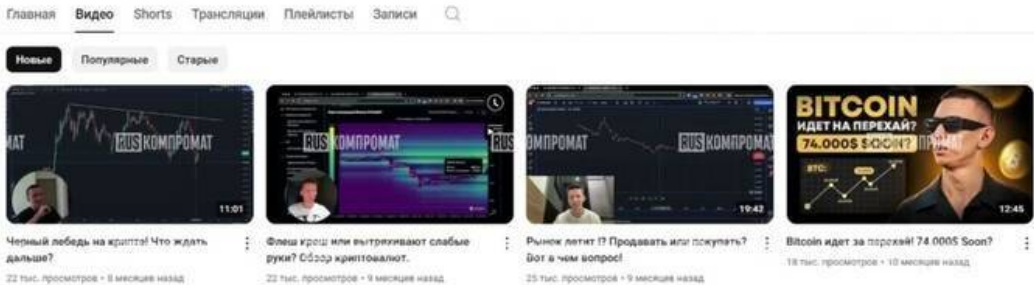 Главная Видео Shorts Трансляции Плейлисты Записи
Новые Популярные Старые
МАТ
RUS КОМПРОМАТ
RUS КОМПРОМАТ
RUS
ОМПРОМАТ
RUS КОМПРОМАТ
BITCOIN
ИДЕТ НА ПЕРЕХАЙ?
74.000$ SOON?
BTC:
11:01
19:42
12:45
Черный лебедь на крипте! Что ждать
дальше?
22 тыс. просмотров • 8 месяцев назад
Флеш креш или вытряхивают слабые
руки? Обзор криптовалют.
22 тыс. просмотров • 9 месяцев назад
Рынок летит !? Продавать или покупать?
Вот в чем вопрос!
25 тыс. просмотров • 9 месяцев назад
Bitcoin идет за перехай! 74.000$ Soon?
18 тыс. просмотров • 10 месяцев назад